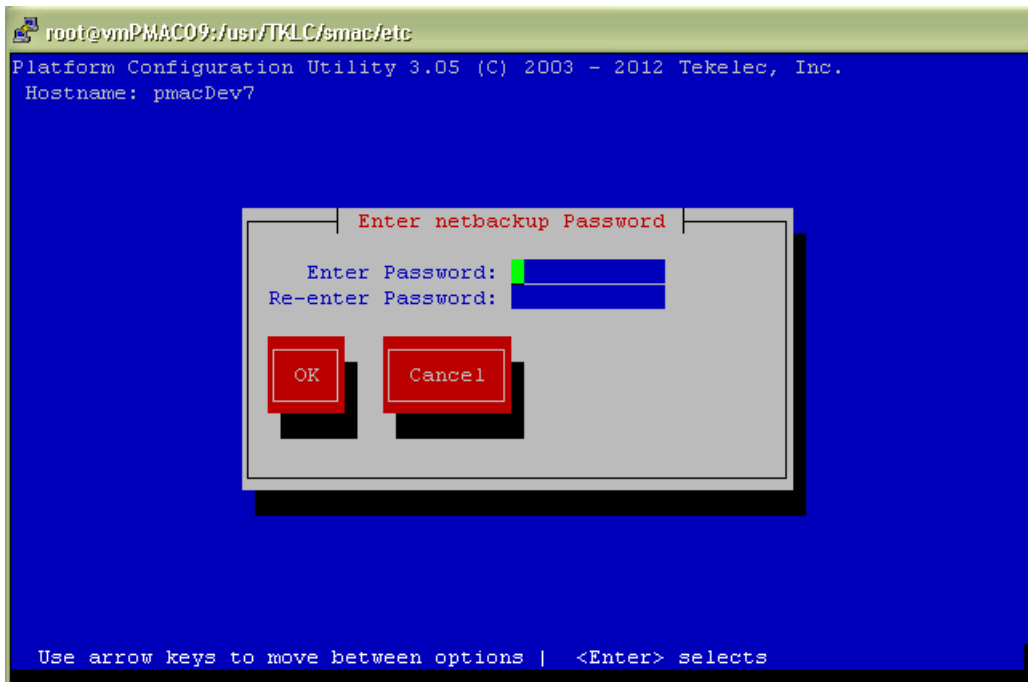 root@vmPMAC09:/usr/TKLC/smac/etc
Platform Configuration Utility 3.05 (C) 2003 - 2012 Tekelec, Inc.
Hostname: pmacDev7
Enter netbackup Password
Enter Password:
Re-enter Password:
OK Cancel
Use arrow keys to move between options | <Enter> selects